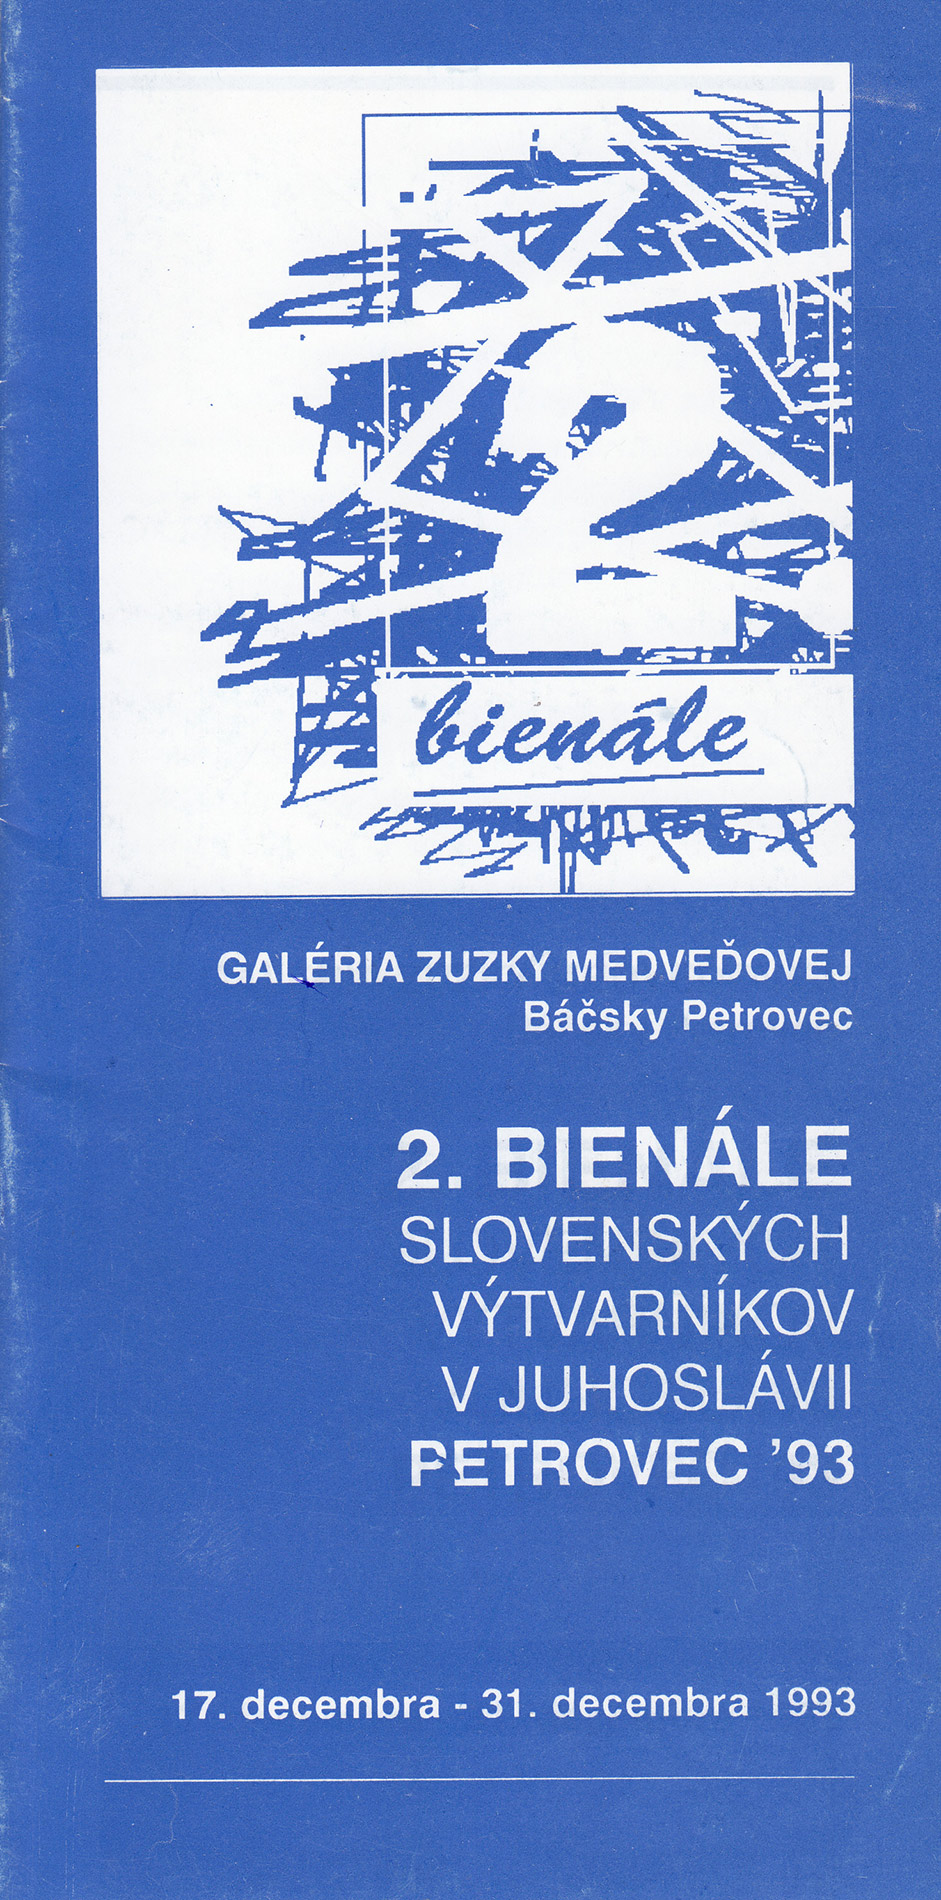 2
bienále
GALÉRIA ZUZKY MEDVEĎOVEJ
Báčsky Petrovec
2. BIENÁLE
SLOVENSKÝCH
VÝTVARNÍKOV
V JUHOSLÁVII
PETROVEC '93
17. decembra - 31. decembra 1993